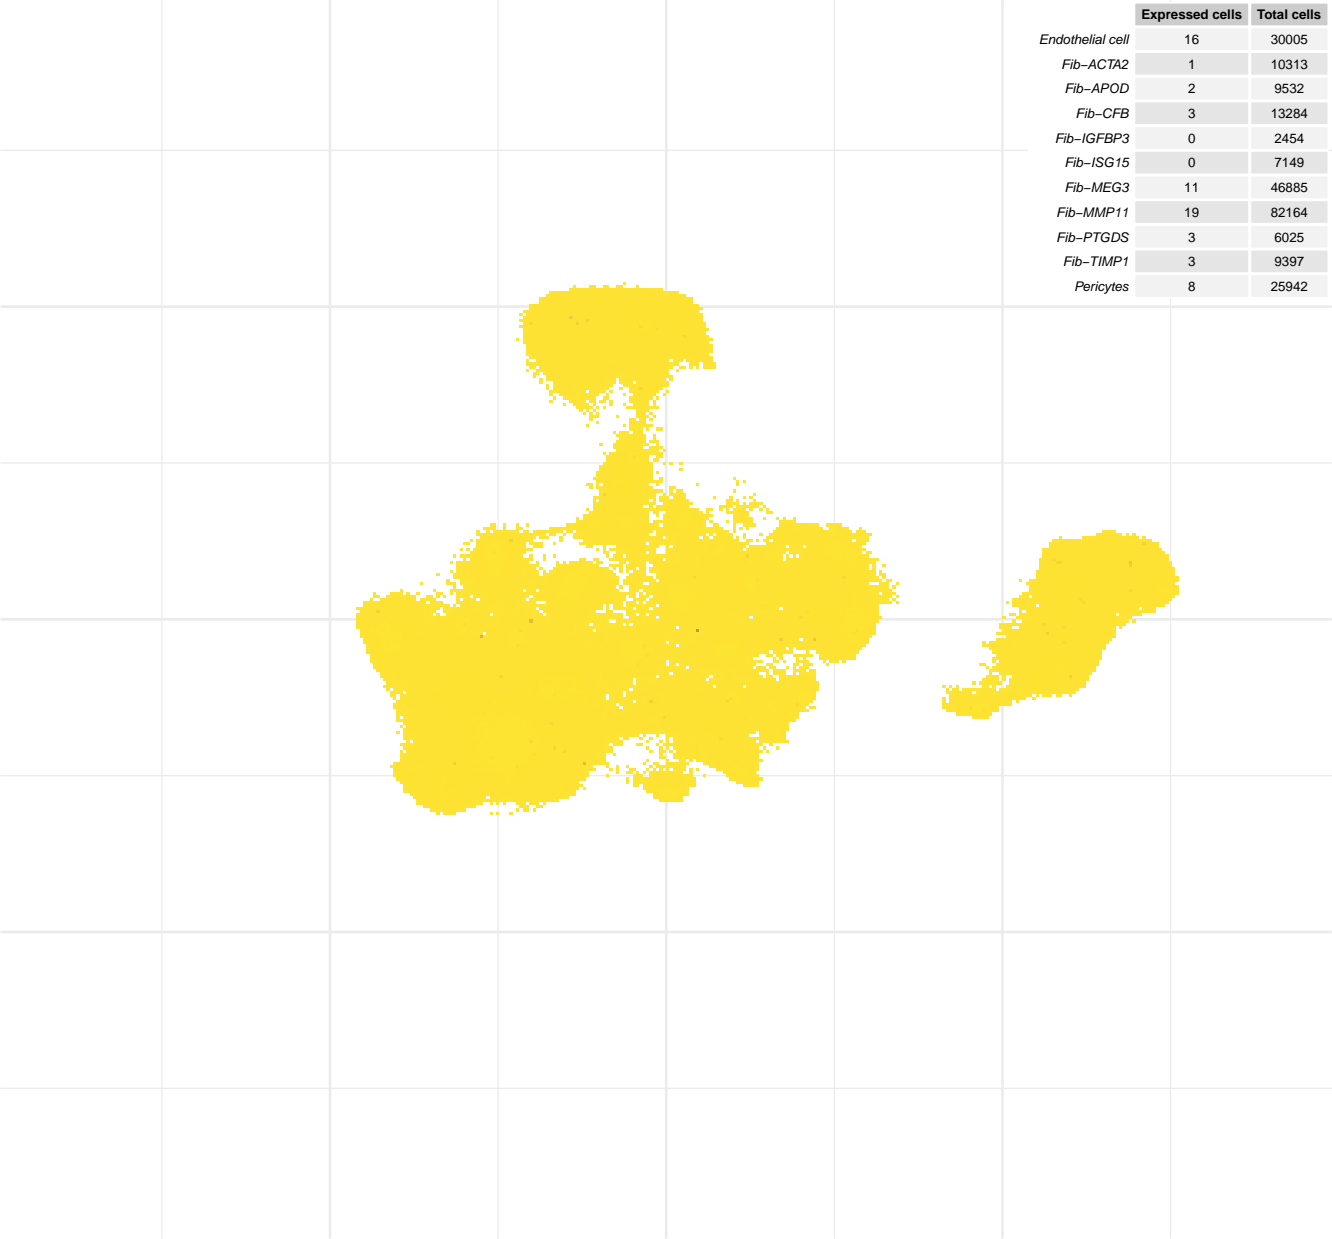 Expressed cells Total cells
Endothelial cell 16 30005
Fib−ACTA2 1 10313
Fib−APOD 2 9532
Fib−CFB 3 13284
Fib−IGFBP3 0 2454
Fib−ISG15 0 7149
Fib−MEG3 11 46885
Fib−MMP11 19 82164
Fib−PTGDS 3 6025
Fib−TIMP1 3 9397
Pericytes 8 25942